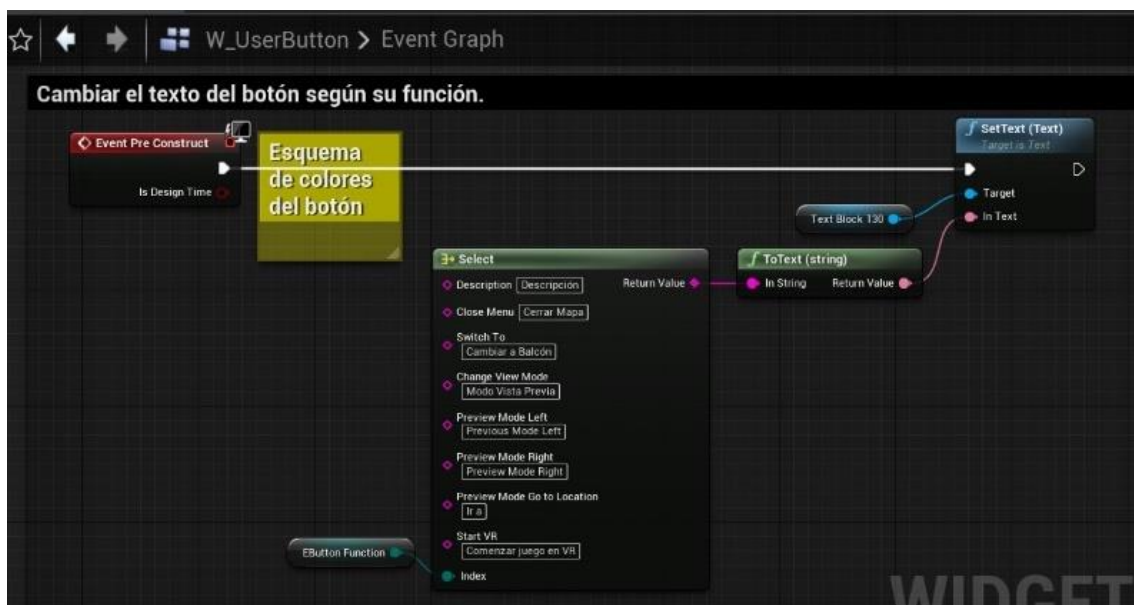 W_UserButton > Event Graph
Cambiar el texto del botón según su función.
Event Pre Construct
Is Design Time
Esquema
de colores
del botón
SetText (Text)
Target is Text
Target
In Text
Text Block 130
Select
Description Descripción Return Value
Close Menu Cerrar Mapa
Switch To
Cambiar a Balcón
Change View Mode
Modo Vista Previa
Preview Mode Left
Previous Mode Left
Preview Mode Right
Preview Mode Right
Preview Mode Go to Location
Ir a
Start VR
Comenzar juego en VR
Index
ToText (string)
In String Return Value
EButton Function
WIDGET